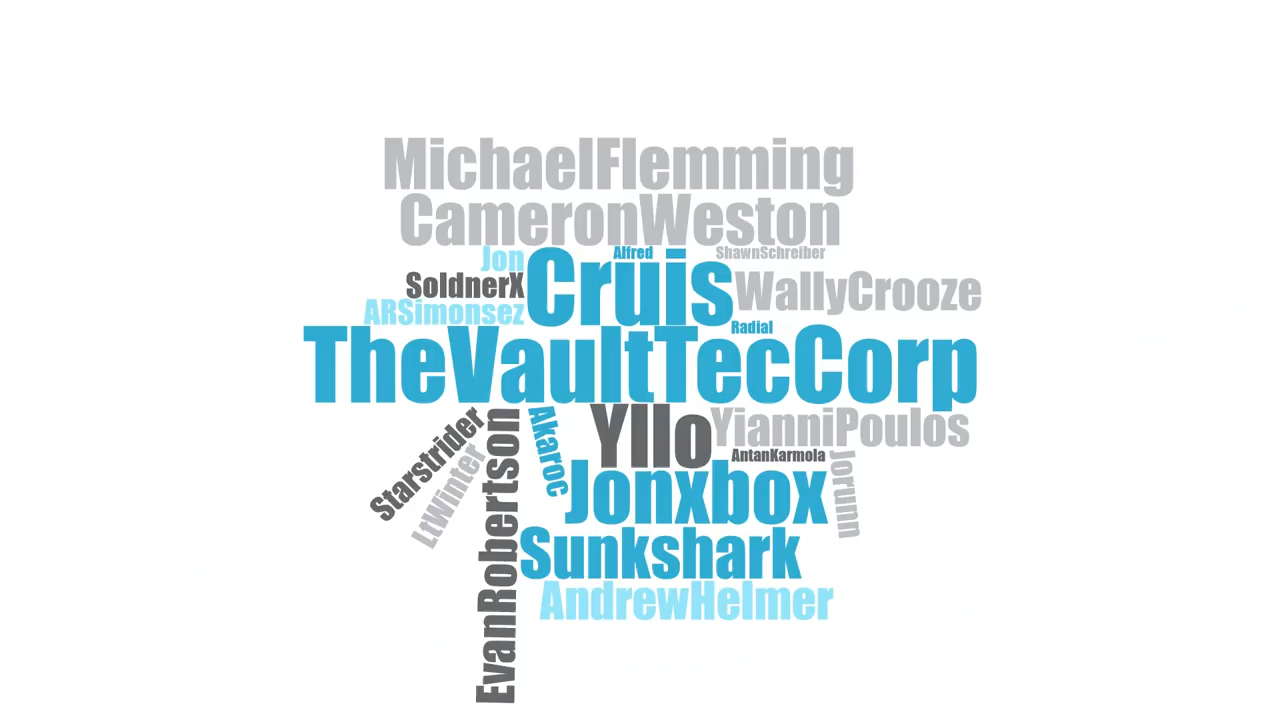 MichaelFlemming
CameronWeston
Jon
Alfred
ShawnSchreiber
Cruis
SoldnerX
WallyCrooze
ARSimonsez
Radial
TheVaultTecCorp
Starstrider
LtWinter
EvanRobertson
Akaroc
Yllo
YianniPoulos
AntanKarmola
Jorunn
Jonxbox
Sunkshark
AndrewHelmer